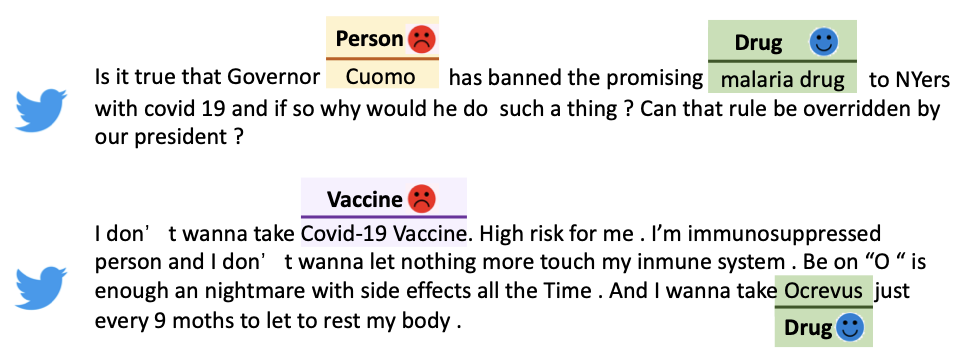 Person
Drug
Is it true that Governor Cuomo has banned the promising malaria drug to NYers
with covid 19 and if so why would he do such a thing ? Can that rule be overridden by
our president ?
Vaccine
I don’ t wanna take Covid-19 Vaccine. High risk for me . I’m immunosuppressed
person and I don’ t wanna let nothing more touch my inmune system . Be on “O “ is
enough an nightmare with side effects all the Time . And I wanna take Ocrevus just
every 9 moths to let to rest my body .
Drug